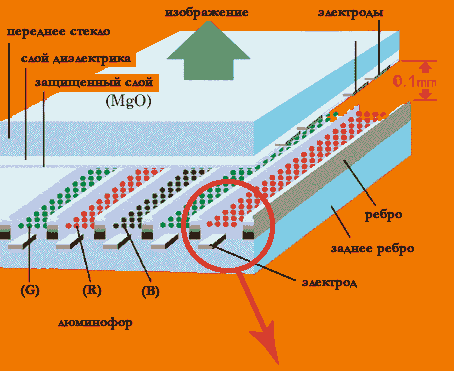 изображение
электроды
переднее стекло
слой диэлектрика
защищенный слой
(MgO)
0.1mm
ребро
заднее ребро
электрод
(G)
(R)
(B)
люминофор